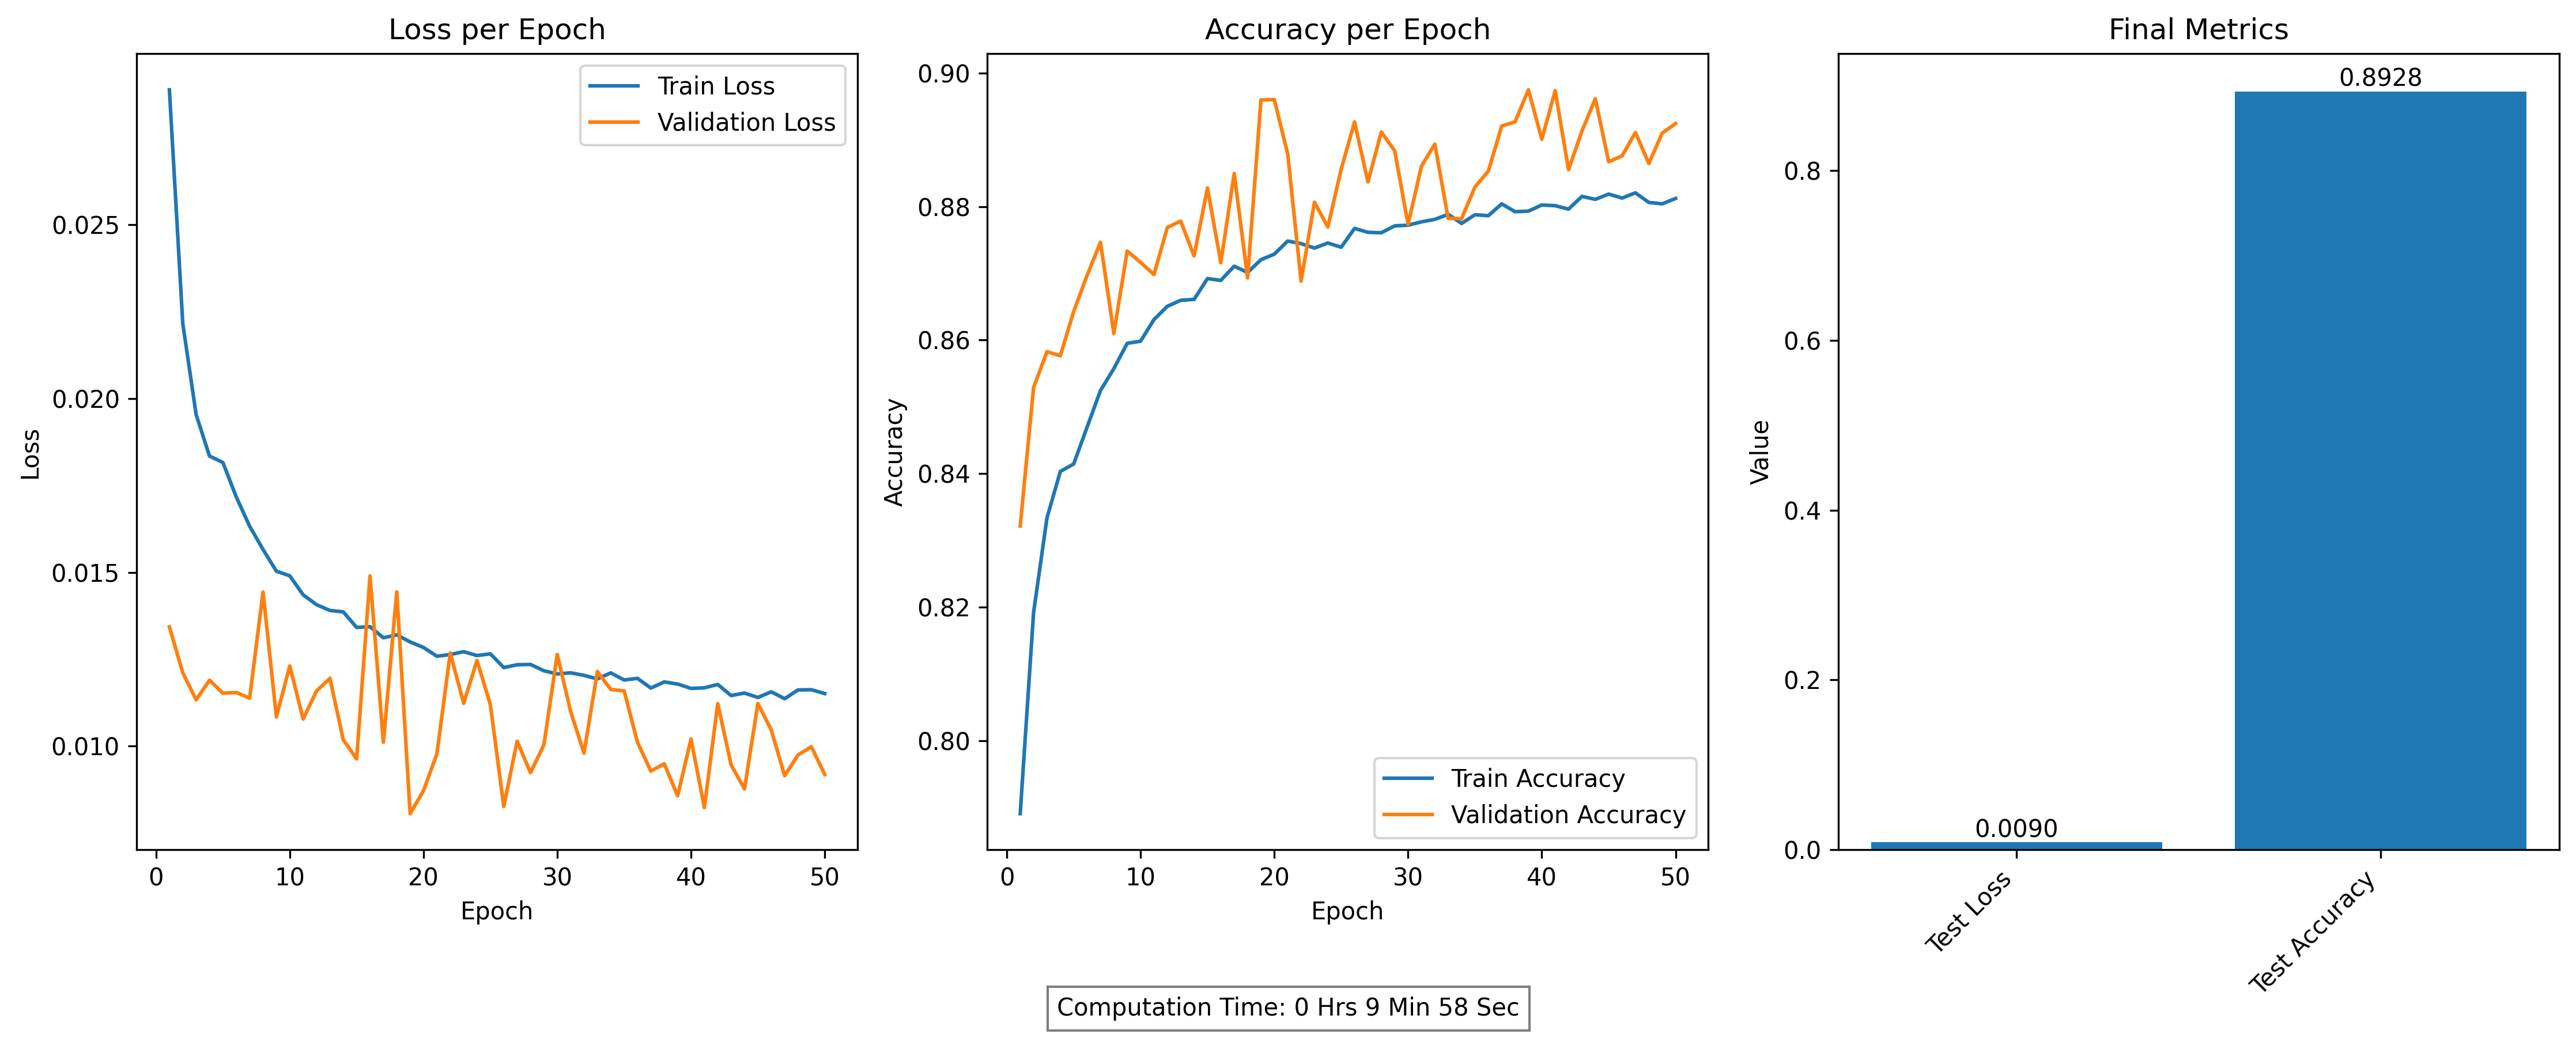 Loss per Epoch
Train Loss
Validation Loss
0.025
0.020
0.015
0.010
Loss
0
10
20
30
40
50
Epoch
Accuracy per Epoch
0.90
0.88
0.86
0.84
0.82
0.80
Accuracy
Train Accuracy
Validation Accuracy
0
10
20
30
40
50
Epoch
Final Metrics
0.8928
0.8
0.6
0.4
0.2
0.0
Value
0.0090
Test Loss
Test Accuracy
Computation Time: 0 Hrs 9 Min 58 Sec